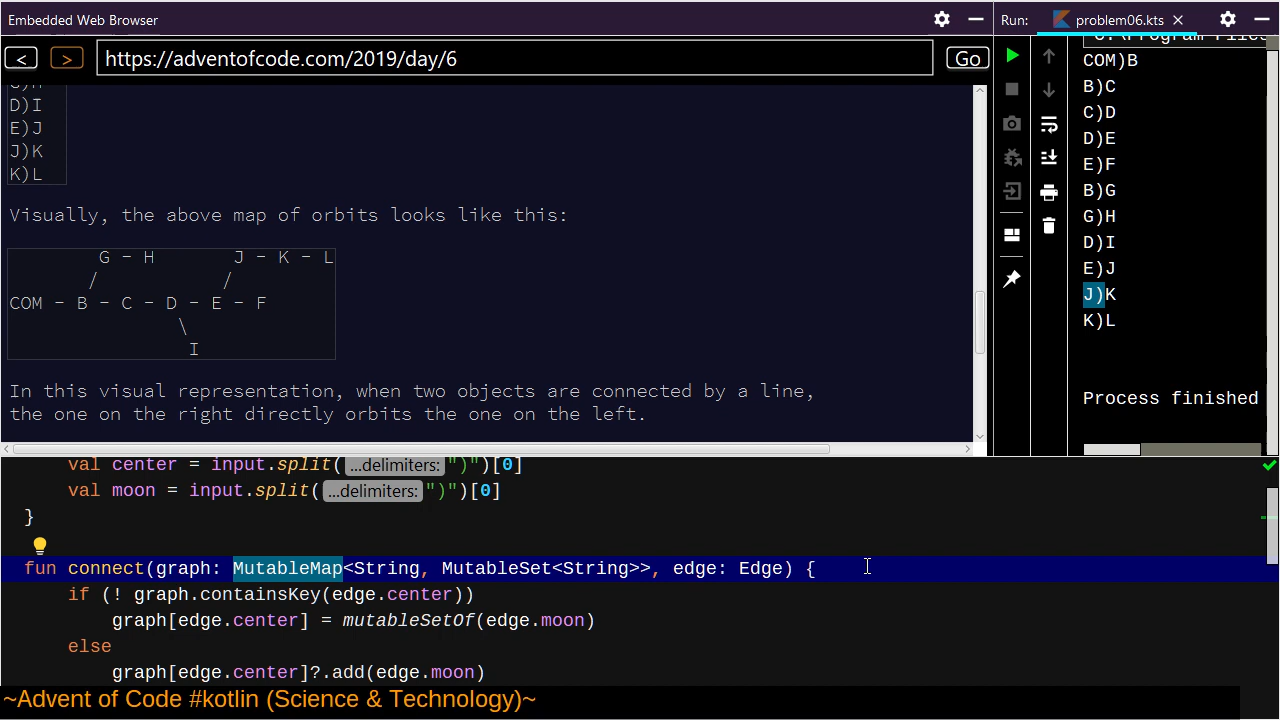 Embedded Web Browser
< > https://adventofcode.com/2019/day/6 Go
D)I
E)J
J)K
K)L
Visually, the above map of orbits looks like this:
G - H J - K - L
/ /
COM - B - C - D - E - F
\
I
In this visual representation, when two objects are connected by a line,
the one on the right directly orbits the one on the left.
Run: problem06.kts
COM)B
B)C
C)D
D)E
E)F
B)G
G)H
D)I
E)J
J)K
K)L
Process finished
val center = input.split(...delimiters: ")")[0]
val moon = input.split(...delimiters: ")")[0]
}
fun connect(graph: MutableMap<String, MutableSet<String>>, edge: Edge) {
if (! graph.containsKey(edge.center))
graph[edge.center] = mutableSetOf(edge.moon)
else
graph[edge.center]?.add(edge.moon)
~Advent of Code #kotlin (Science & Technology)~